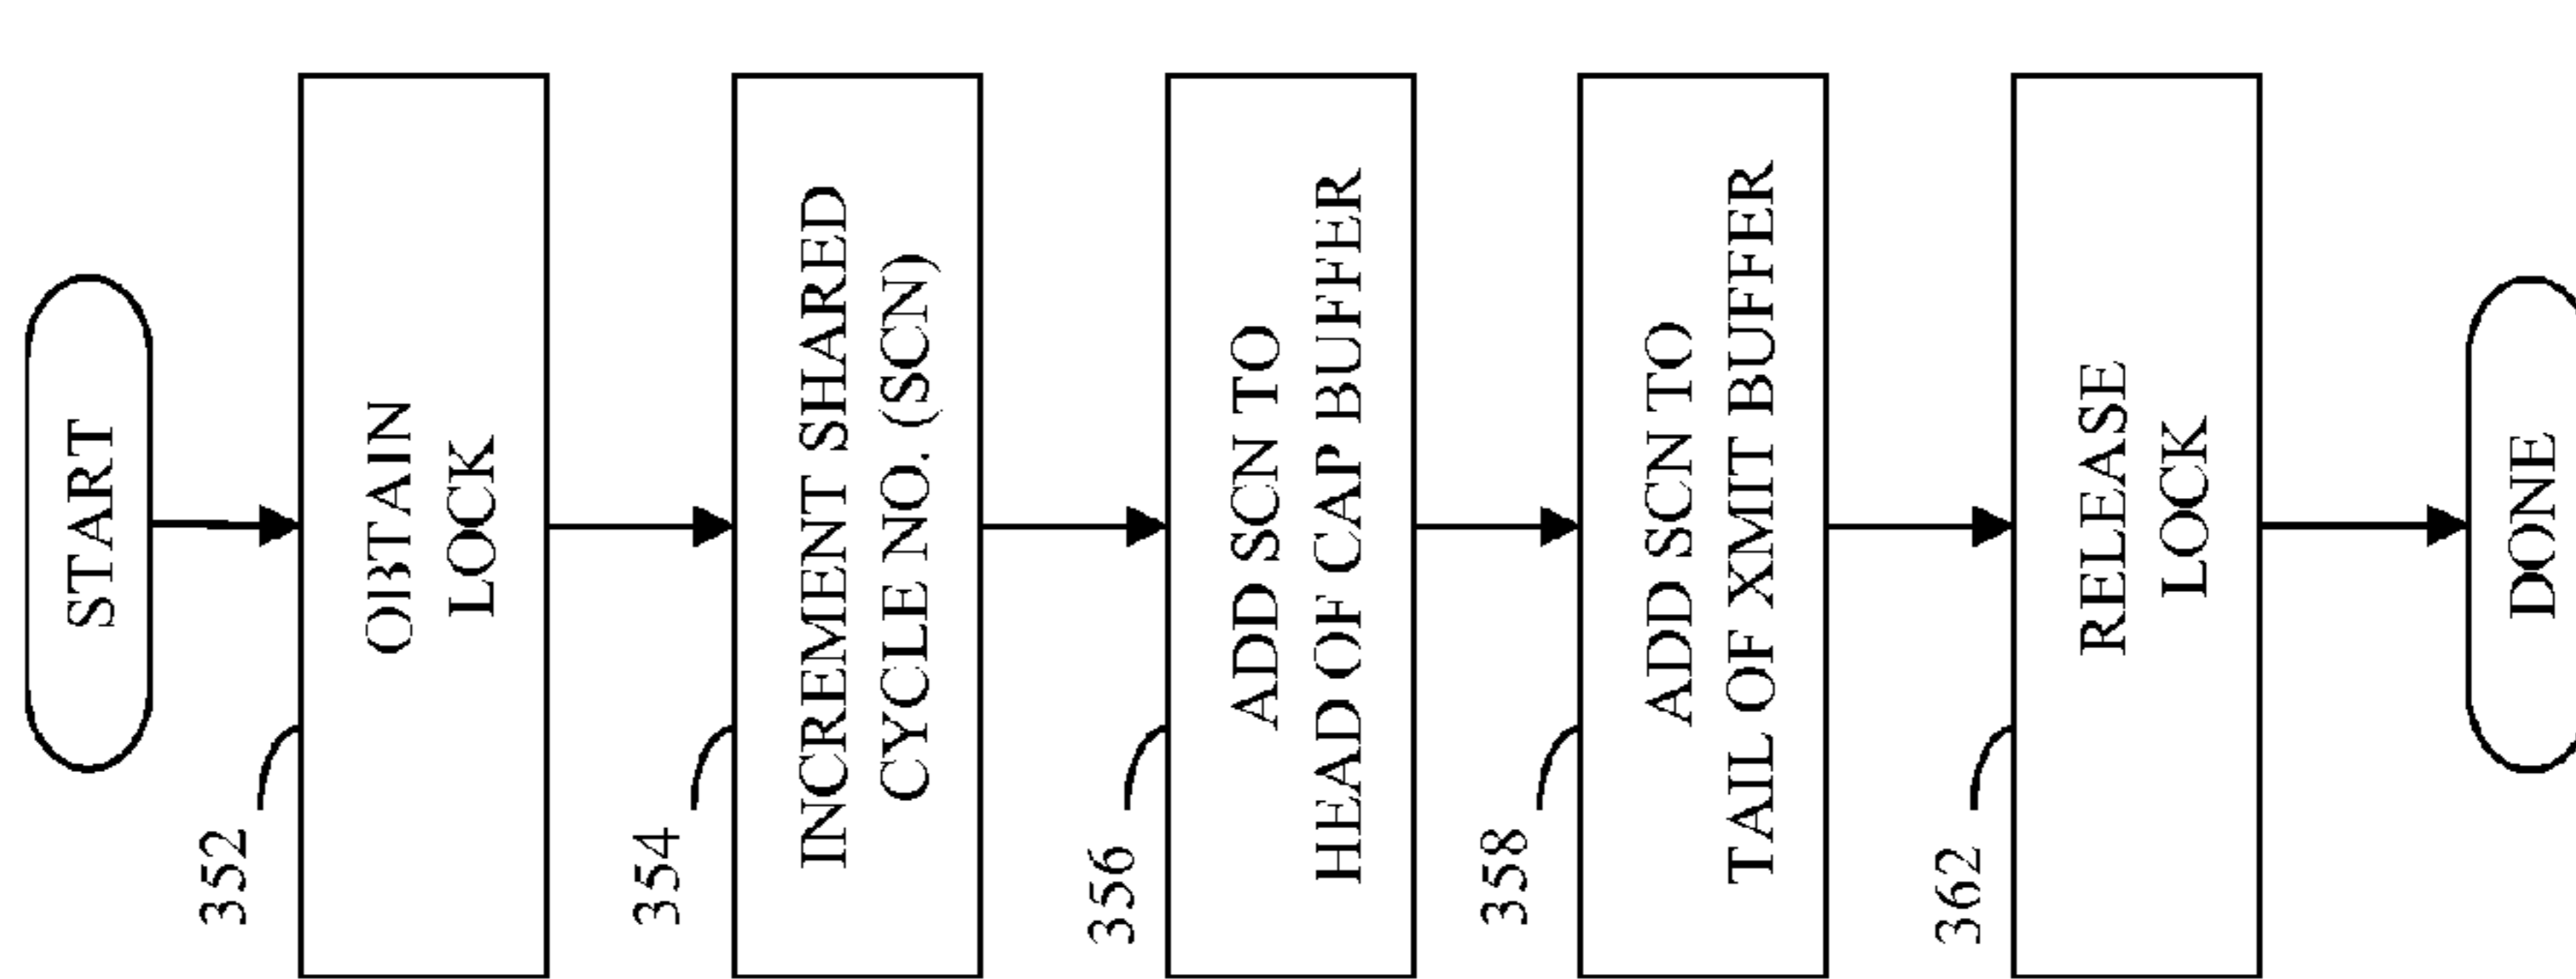 START
352
OBTAIN
LOCK
354
INCREMENT SHARED
CYCLE NO. (SCN)
356
ADD SCN TO
HEAD OF CAP BUFFER
358
ADD SCN TO
TAIL OF XMIT BUFFER
362
RELEASE
LOCK
DONE